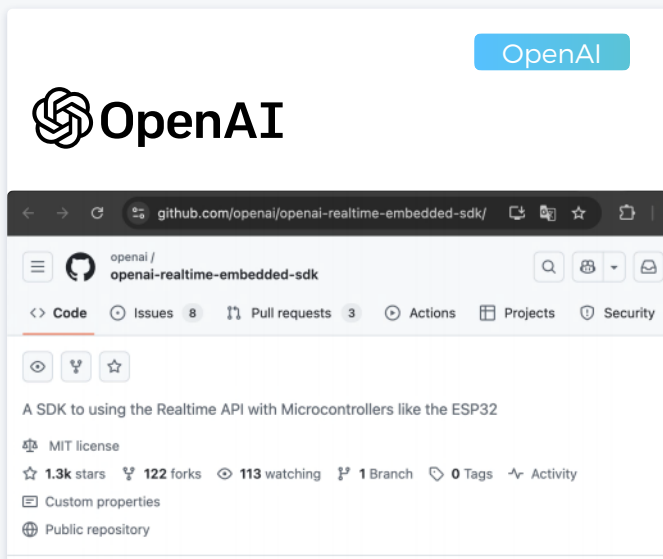 OpenAI
OpenAI
github.com/openai/openai-realtime-embedded-sdk/
openai /
openai-realtime-embedded-sdk
Code Issues 8 Pull requests 3 Actions Projects Security
A SDK to using the Realtime API with Microcontrollers like the ESP32
MIT license
1.3k stars 122 forks 113 watching 1 Branch 0 Tags Activity
Custom properties
Public repository